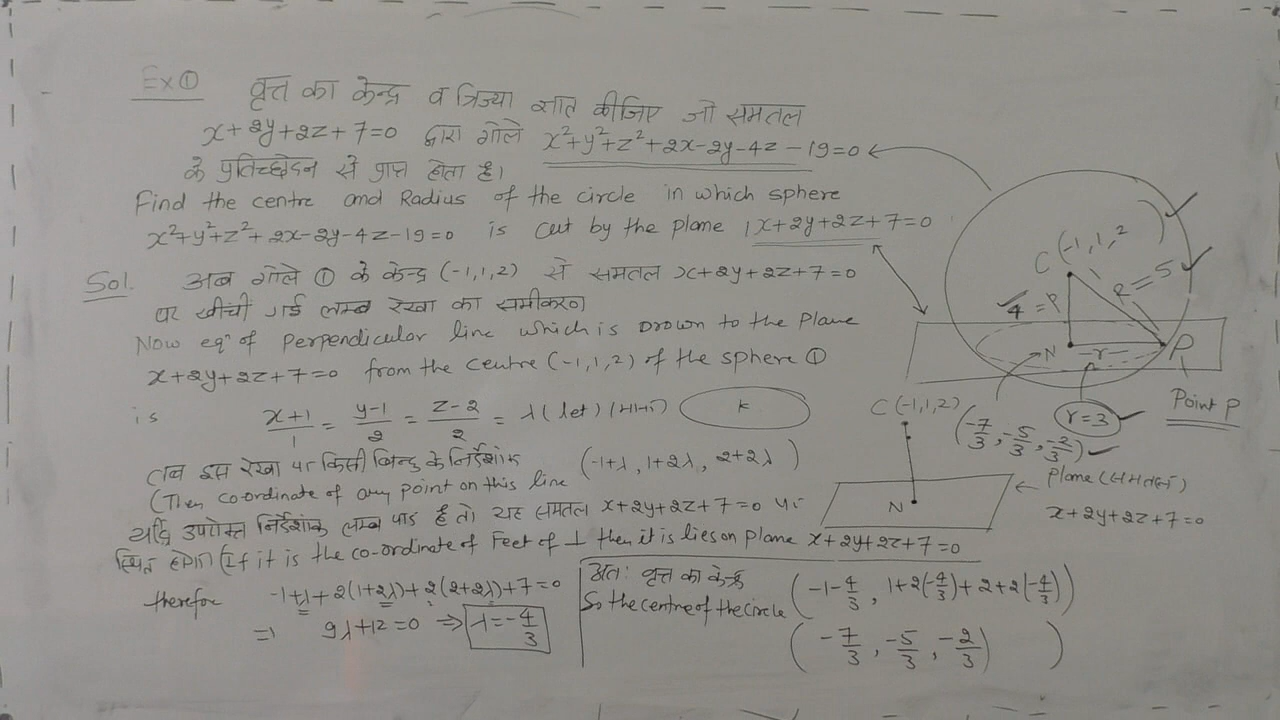 Ex①
वृत्त का केन्द्र व त्रिज्या ज्ञात कीजिए जो समतल
x+2y+2z+7=0 द्वारा गोले x²+y²+z²+2x-2y-4z-19=0
के प्रतिच्छेदन से प्राप्त होता है।
Find the centre and Radius of the circle in which sphere
x²+y²+z²+2x-2y-4z-19=0 is cut by the plane x+2y+2z+7=0
Sol. अब गोले ① के केन्द्र (-1,1,2) से समतल x+2y+2z+7=0
पर खींची गई लम्ब रेखा का समीकरण
Now eqⁿ of perpendicular line which is drown to the plane
x+2y+2z+7=0 from the centre (-1,1,2) of the sphere ①
is x+1/1 = y-1/2 = z-2/2 = λ (let) (माना) k
तब इस रेखा पर किसी बिन्दु के निर्देशांक (-1+λ, 1+2λ, 2+2λ)
(Then co-ordinate of any point on this line
यदि उपरोक्त निर्देशांक लम्ब पाद है तो यह समतल x+2y+2z+7=0 पर
स्थित होगा (If it is the co-ordinate of Feet of ⊥ then it is lies on plane x+2y+2z+7=0
therefor -1+λ+2(1+2λ)+2(2+2λ)+7=0
⇒ 9λ+12=0 ⇒ λ=-4/3
अतः वृत्त का केन्द्र
So the centre of the circle (-1-4/3, 1+2(-4/3)+2+2(-4/3))
(-7/3, -5/3, -2/3)
C (-1,1,2)
4=P
R=5
N
r
P
Point P
r=3
(-7/3, -5/3, -2/3)
C (-1,1,2)
N
plane (समतल)
x+2y+2z+7=0